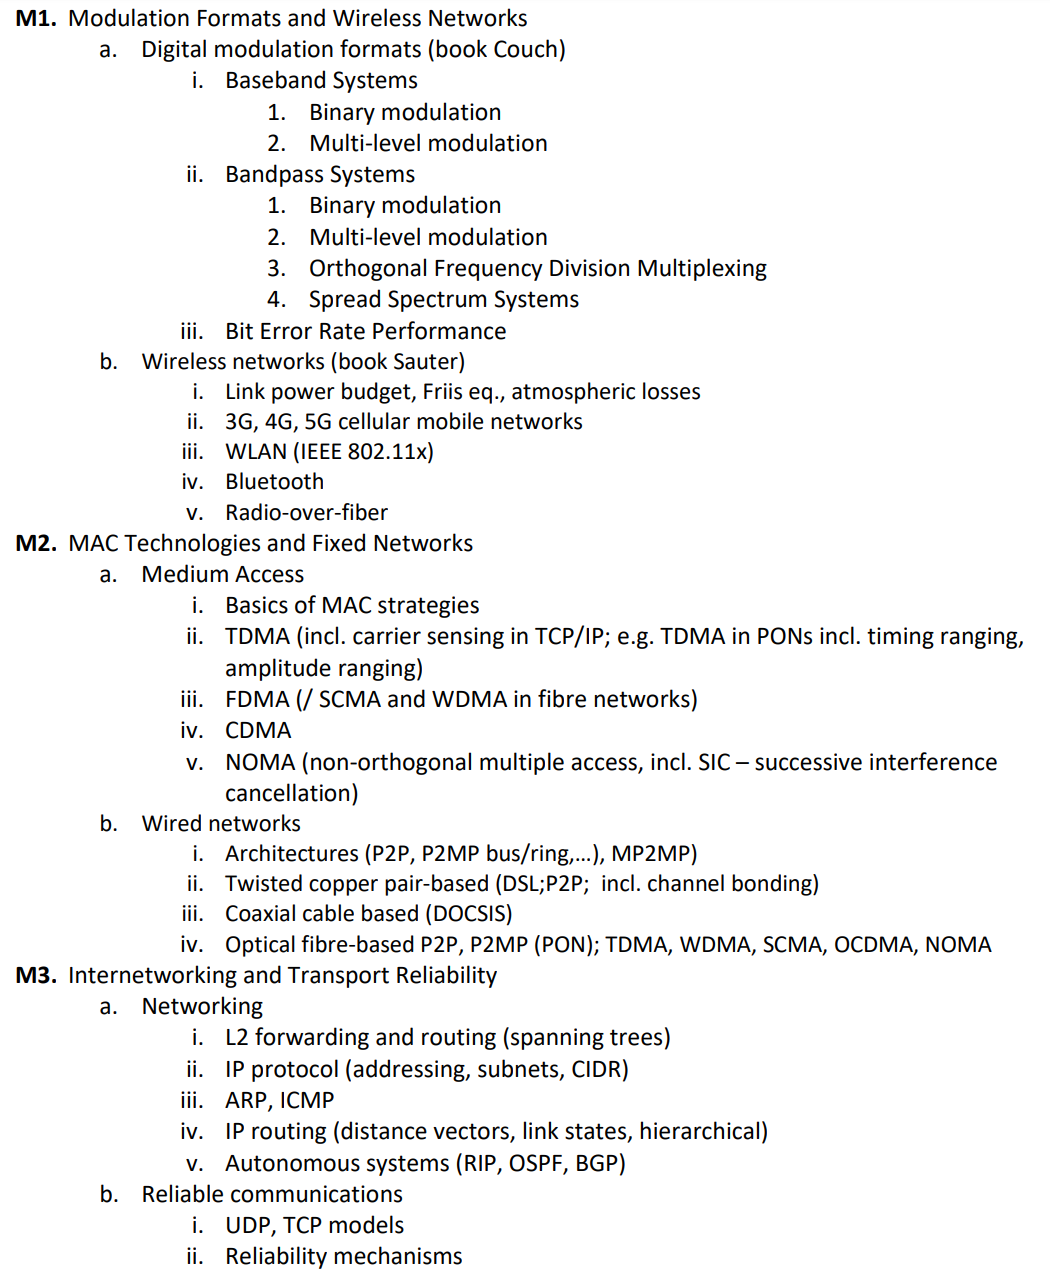 M1. Modulation Formats and Wireless Networks
a. Digital modulation formats (book Couch)
i. Baseband Systems
1. Binary modulation
2. Multi-level modulation
ii. Bandpass Systems
1. Binary modulation
2. Multi-level modulation
3. Orthogonal Frequency Division Multiplexing
4. Spread Spectrum Systems
iii. Bit Error Rate Performance
b. Wireless networks (book Sauter)
i. Link power budget, Friis eq., atmospheric losses
ii. 3G, 4G, 5G cellular mobile networks
iii. WLAN (IEEE 802.11x)
iv. Bluetooth
v. Radio-over-fiber
M2. MAC Technologies and Fixed Networks
a. Medium Access
i. Basics of MAC strategies
ii. TDMA (incl. carrier sensing in TCP/IP; e.g. TDMA in PONs incl. timing ranging,
amplitude ranging)
iii. FDMA (/ SCMA and WDMA in fibre networks)
iv. CDMA
v. NOMA (non-orthogonal multiple access, incl. SIC – successive interference
cancellation)
b. Wired networks
i. Architectures (P2P, P2MP bus/ring,...), MP2MP)
ii. Twisted copper pair-based (DSL;P2P; incl. channel bonding)
iii. Coaxial cable based (DOCSIS)
iv. Optical fibre-based P2P, P2MP (PON); TDMA, WDMA, SCMA, OCDMA, NOMA
M3. Internetworking and Transport Reliability
a. Networking
i. L2 forwarding and routing (spanning trees)
ii. IP protocol (addressing, subnets, CIDR)
iii. ARP, ICMP
iv. IP routing (distance vectors, link states, hierarchical)
v. Autonomous systems (RIP, OSPF, BGP)
b. Reliable communications
i. UDP, TCP models
ii. Reliability mechanisms